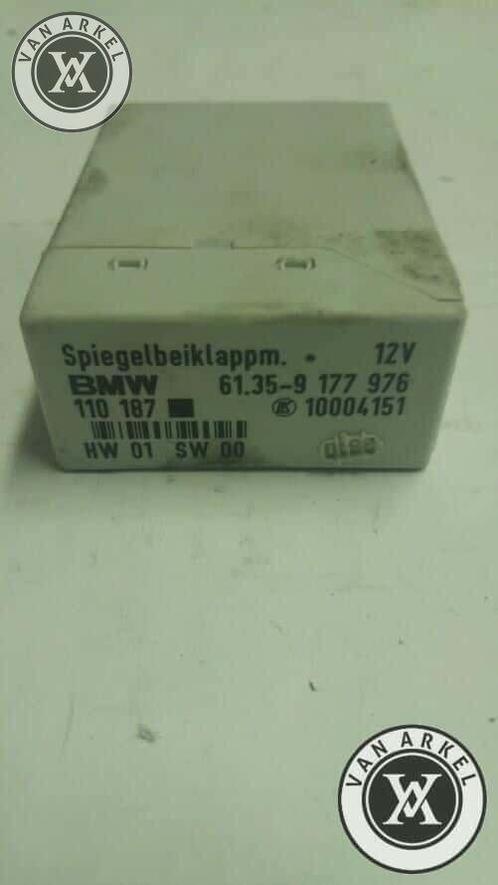 VAN ARKEL
Spiegelbeiklappm. • 12V
BMW 61.35-9 177 976
110 187 ■ 10004151
HW 01 SW 00
VAN ARKEL